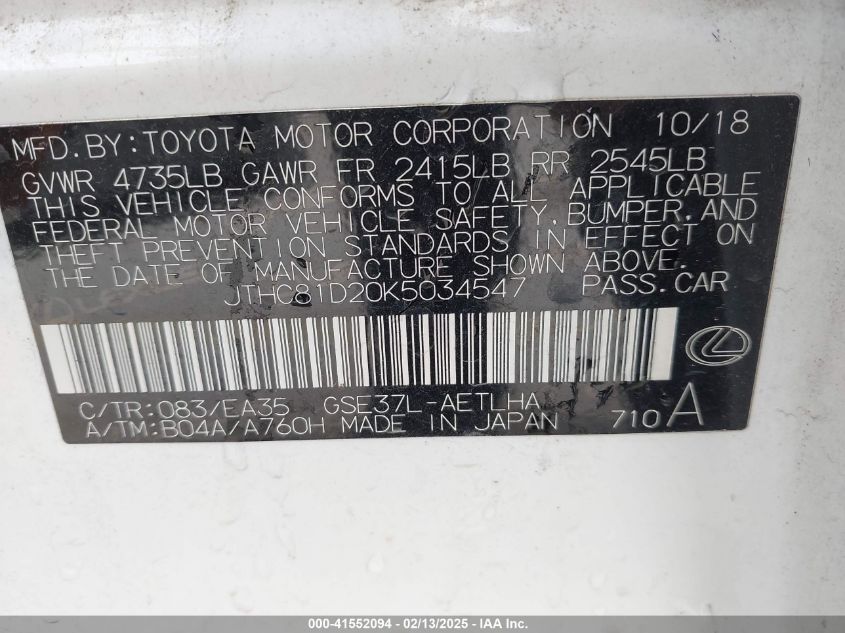 MFD. BY: TOYOTA MOTOR CORPORATION 10/18
GVWR 4735LB GAWR FR 2415LB RR 2545LB
THIS VEHICLE CONFORMS TO ALL APPLICABLE
FEDERAL MOTOR VEHICLE SAFETY, BUMPER, AND
THEFT PREVENTION STANDARDS IN EFFECT ON
THE DATE OF MANUFACTURE SHOWN ABOVE.
JTHC81D20K5034547 PASS. CAR
C/TR: 083/EA35 GSE37L-AETLHA
A/TM: B04A/A760H MADE IN JAPAN 710 A
000-41552094 - 02/13/2025 - IAA Inc.